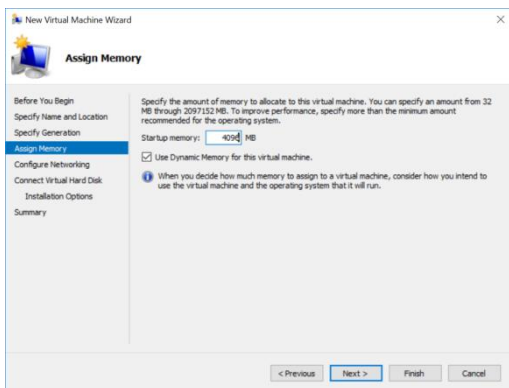 New Virtual Machine Wizard
Assign Memory
Before You Begin
Specify Name and Location
Specify Generation
Assign Memory
Configure Networking
Connect Virtual Hard Disk
Installation Options
Summary
Specify the amount of memory to allocate to this virtual machine. You can specify an amount from 32
MB through 2097152 MB. To improve performance, specify more than the minimum amount
recommended for the operating system.
Startup memory: 4096 MB
Use Dynamic Memory for this virtual machine.
When you decide how much memory to assign to a virtual machine, consider how you intend to
use the virtual machine and the operating system that it will run.
< Previous Next > Finish Cancel